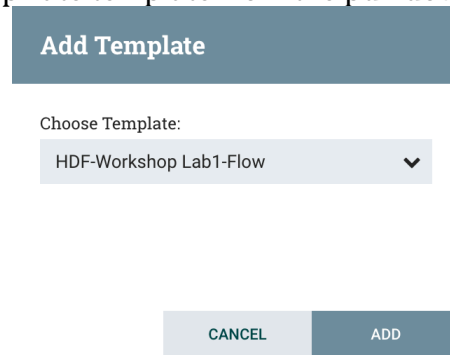 Add Template
Choose Template:
HDF-Workshop Lab1-Flow
CANCEL
ADD